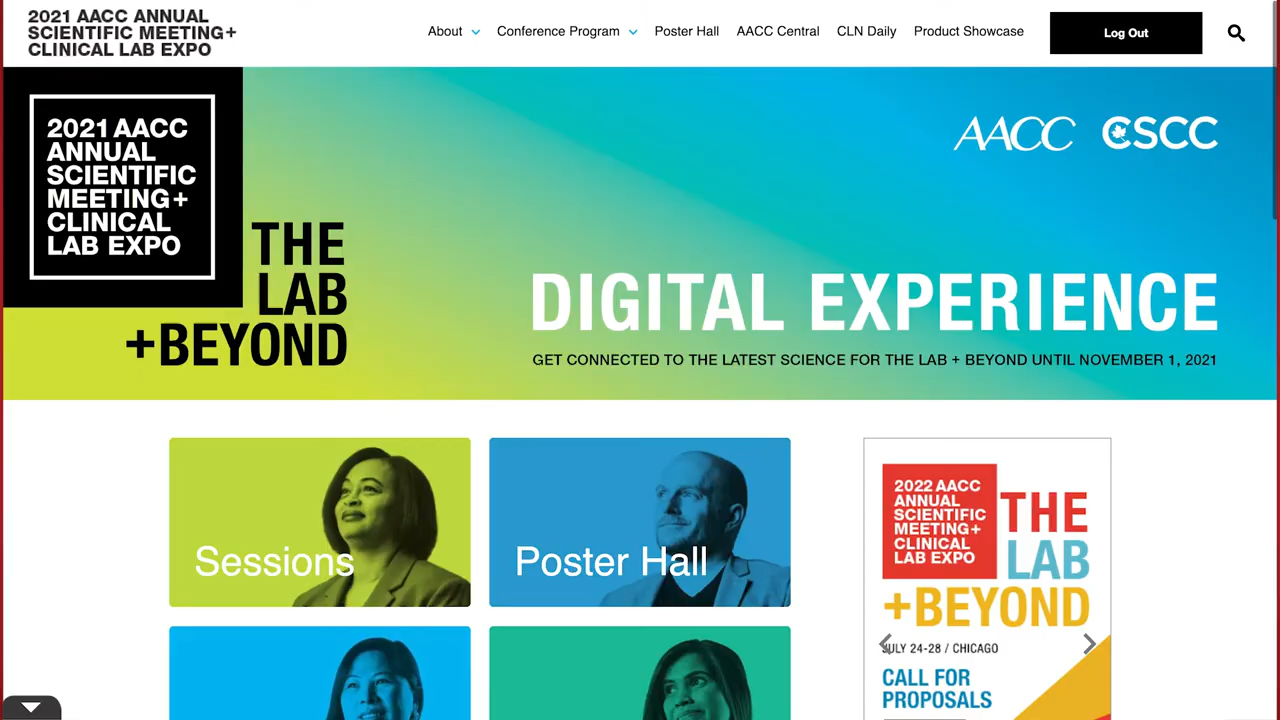 2021 AACC ANNUAL
SCIENTIFIC MEETING+
CLINICAL LAB EXPO
About
Conference Program
Poster Hall
AACC Central
CLN Daily
Product Showcase
Log Out
2021 AACC
ANNUAL
SCIENTIFIC
MEETING+
CLINICAL
LAB EXPO
THE
LAB
+BEYOND
AACC CSCC
DIGITAL EXPERIENCE
GET CONNECTED TO THE LATEST SCIENCE FOR THE LAB + BEYOND UNTIL NOVEMBER 1, 2021
Sessions
Poster Hall
2022 AACC
ANNUAL
SCIENTIFIC
MEETING+
CLINICAL
LAB EXPO
THE
LAB
+BEYOND
JULY 24-28 / CHICAGO
CALL FOR
PROPOSALS